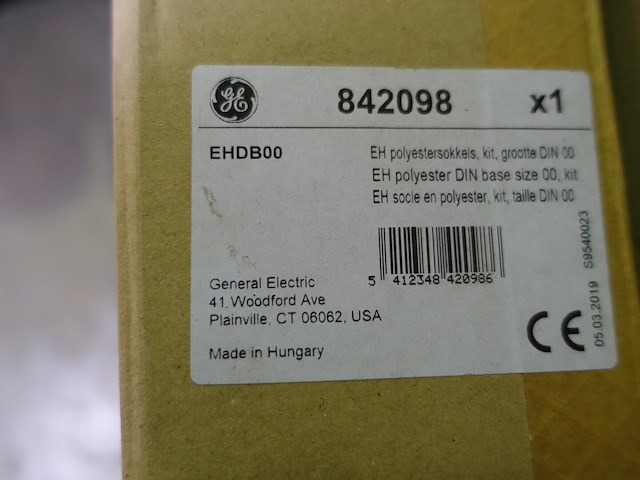 GE
842098 x1
EHDB00
EH polyestersokkels, kit, grootte DIN 00
EH polyester DIN base size 00, kit
EH socle en polyester, kit, taille DIN 00
5 412348 420986
General Electric
41 Woodford Ave
Plainville, CT 06062, USA
Made in Hungary
CE
05.03.2019 S9540023